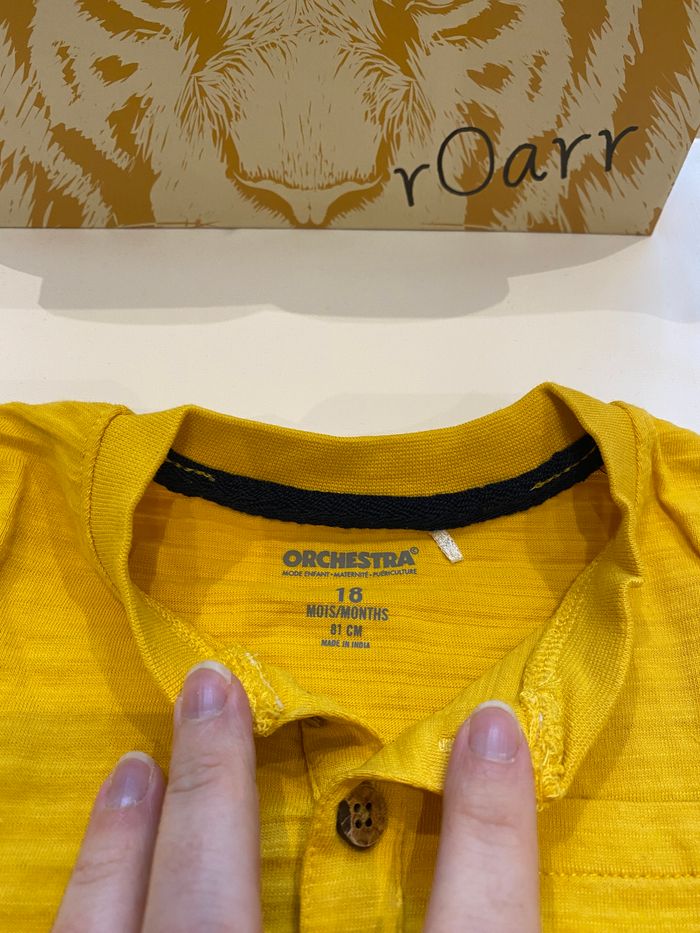 rOarr
ORCHESTRA©
MODE ENFANT•MATERNITÉ•PUÉRICULTURE
18
MOIS/MONTHS
81 CM
MADE IN INDIA